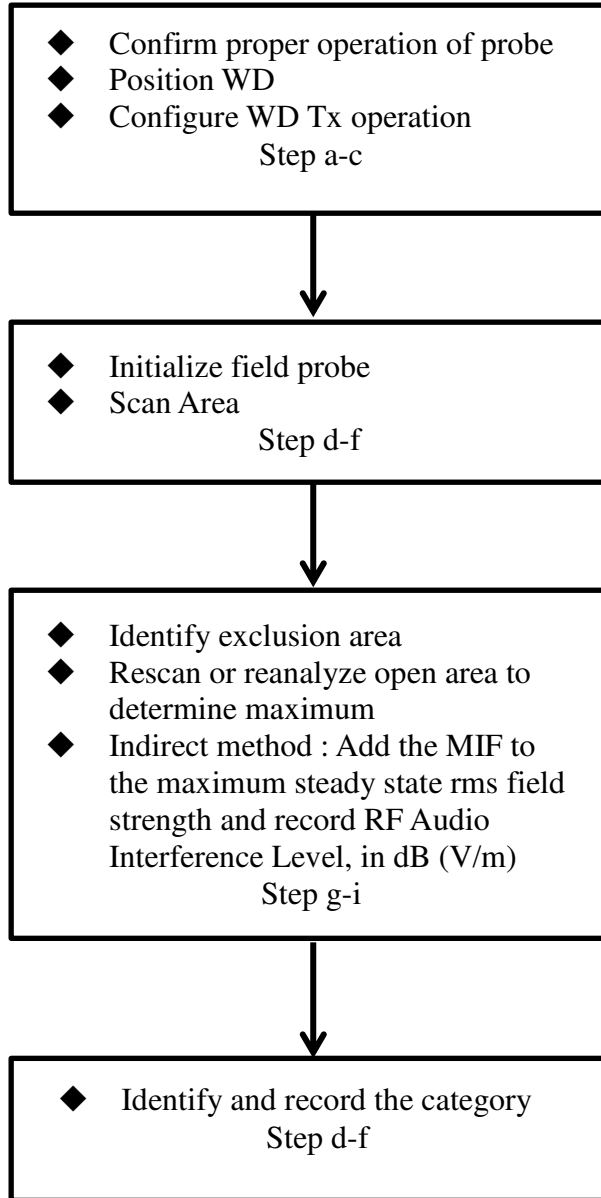 ◆ Confirm proper operation of probe
◆ Position WD
◆ Configure WD Tx operation
Step a-c
◆ Initialize field probe
◆ Scan Area
Step d-f
◆ Identify exclusion area
◆ Rescan or reanalyze open area to
determine maximum
◆ Indirect method : Add the MIF to
the maximum steady state rms field
strength and record RF Audio
Interference Level, in dB (V/m)
Step g-i
◆ Identify and record the category
Step d-f